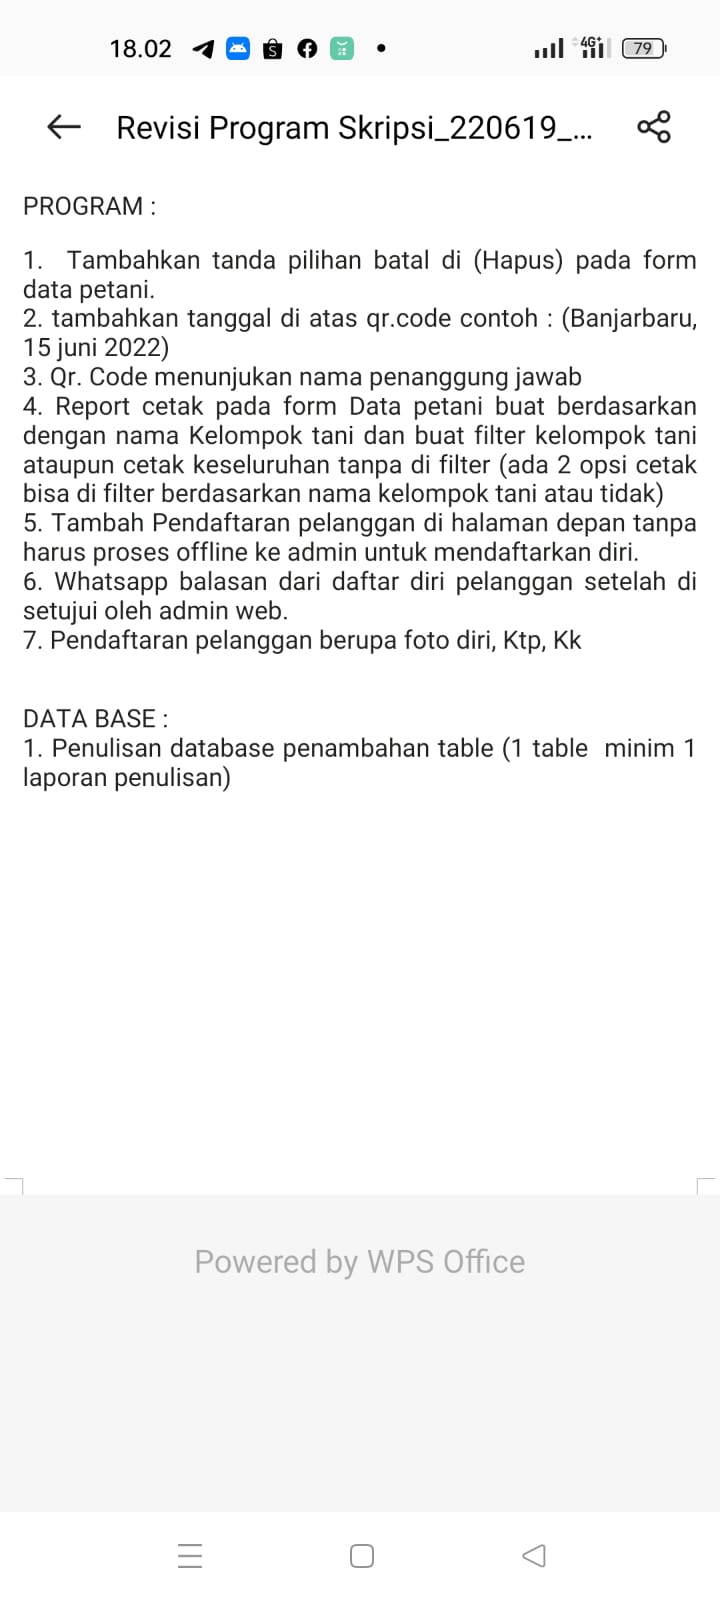 18.02
4G+
79
Revisi Program Skripsi_220619_...
PROGRAM :
1. Tambahkan tanda pilihan batal di (Hapus) pada form
data petani.
2. tambahkan tanggal di atas qr.code contoh : (Banjarbaru,
15 juni 2022)
3. Qr. Code menunjukan nama penanggung jawab
4. Report cetak pada form Data petani buat berdasarkan
dengan nama Kelompok tani dan buat filter kelompok tani
ataupun cetak keseluruhan tanpa di filter (ada 2 opsi cetak
bisa di filter berdasarkan nama kelompok tani atau tidak)
5. Tambah Pendaftaran pelanggan di halaman depan tanpa
harus proses offline ke admin untuk mendaftarkan diri.
6. Whatsapp balasan dari daftar diri pelanggan setelah di
setujui oleh admin web.
7. Pendaftaran pelanggan berupa foto diri, Ktp, Kk
DATA BASE :
1. Penulisan database penambahan table (1 table minim 1
laporan penulisan)
Powered by WPS Office